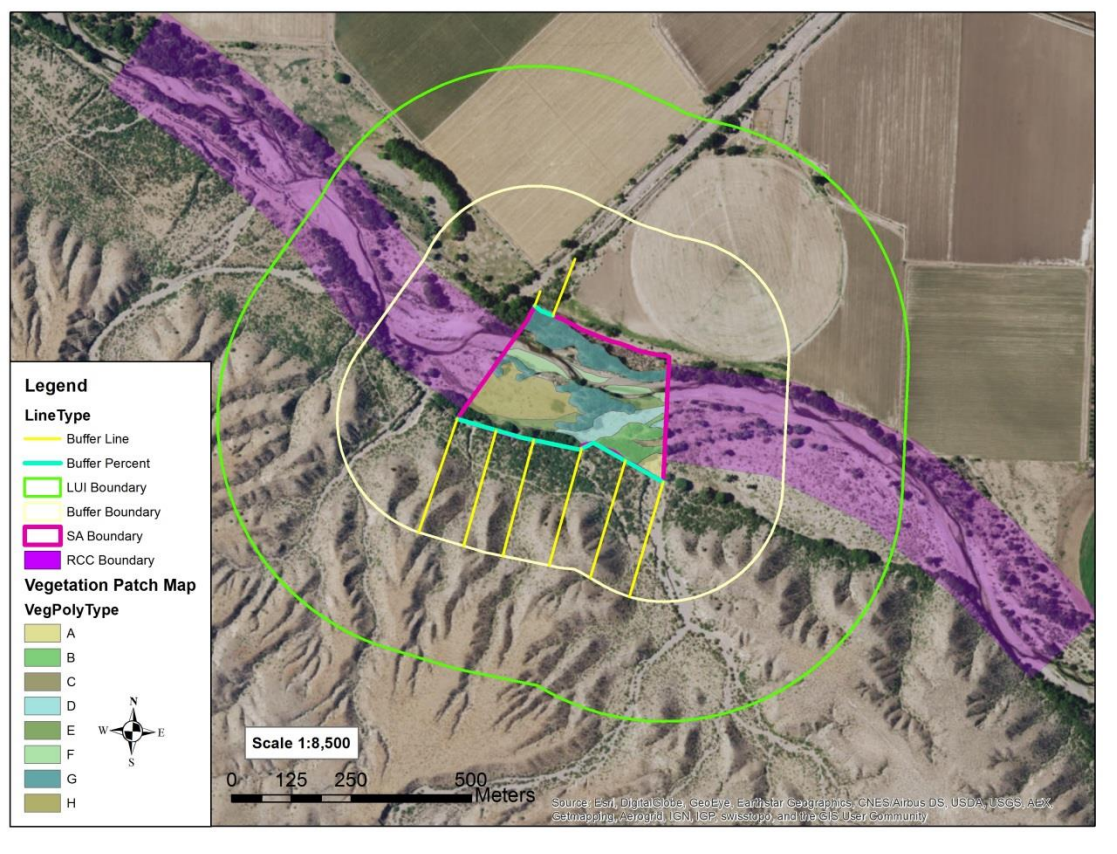 Legend
LineType
Buffer Line
Buffer Percent
LUI Boundary
Buffer Boundary
SA Boundary
RCC Boundary
Vegetation Patch Map
VegPolyType
A
B
C
D
E
F
G
H
N
W E
S
Scale 1:8,500
0 125 250 500
Meters
Source: Esri, DigitalGlobe, GeoEye, Earthstar Geographics, CNES/Airbus DS, USDA, USGS, AEX,
Getmapping, Aerogrid, IGN, IGP, swisstopo, and the GIS User Community